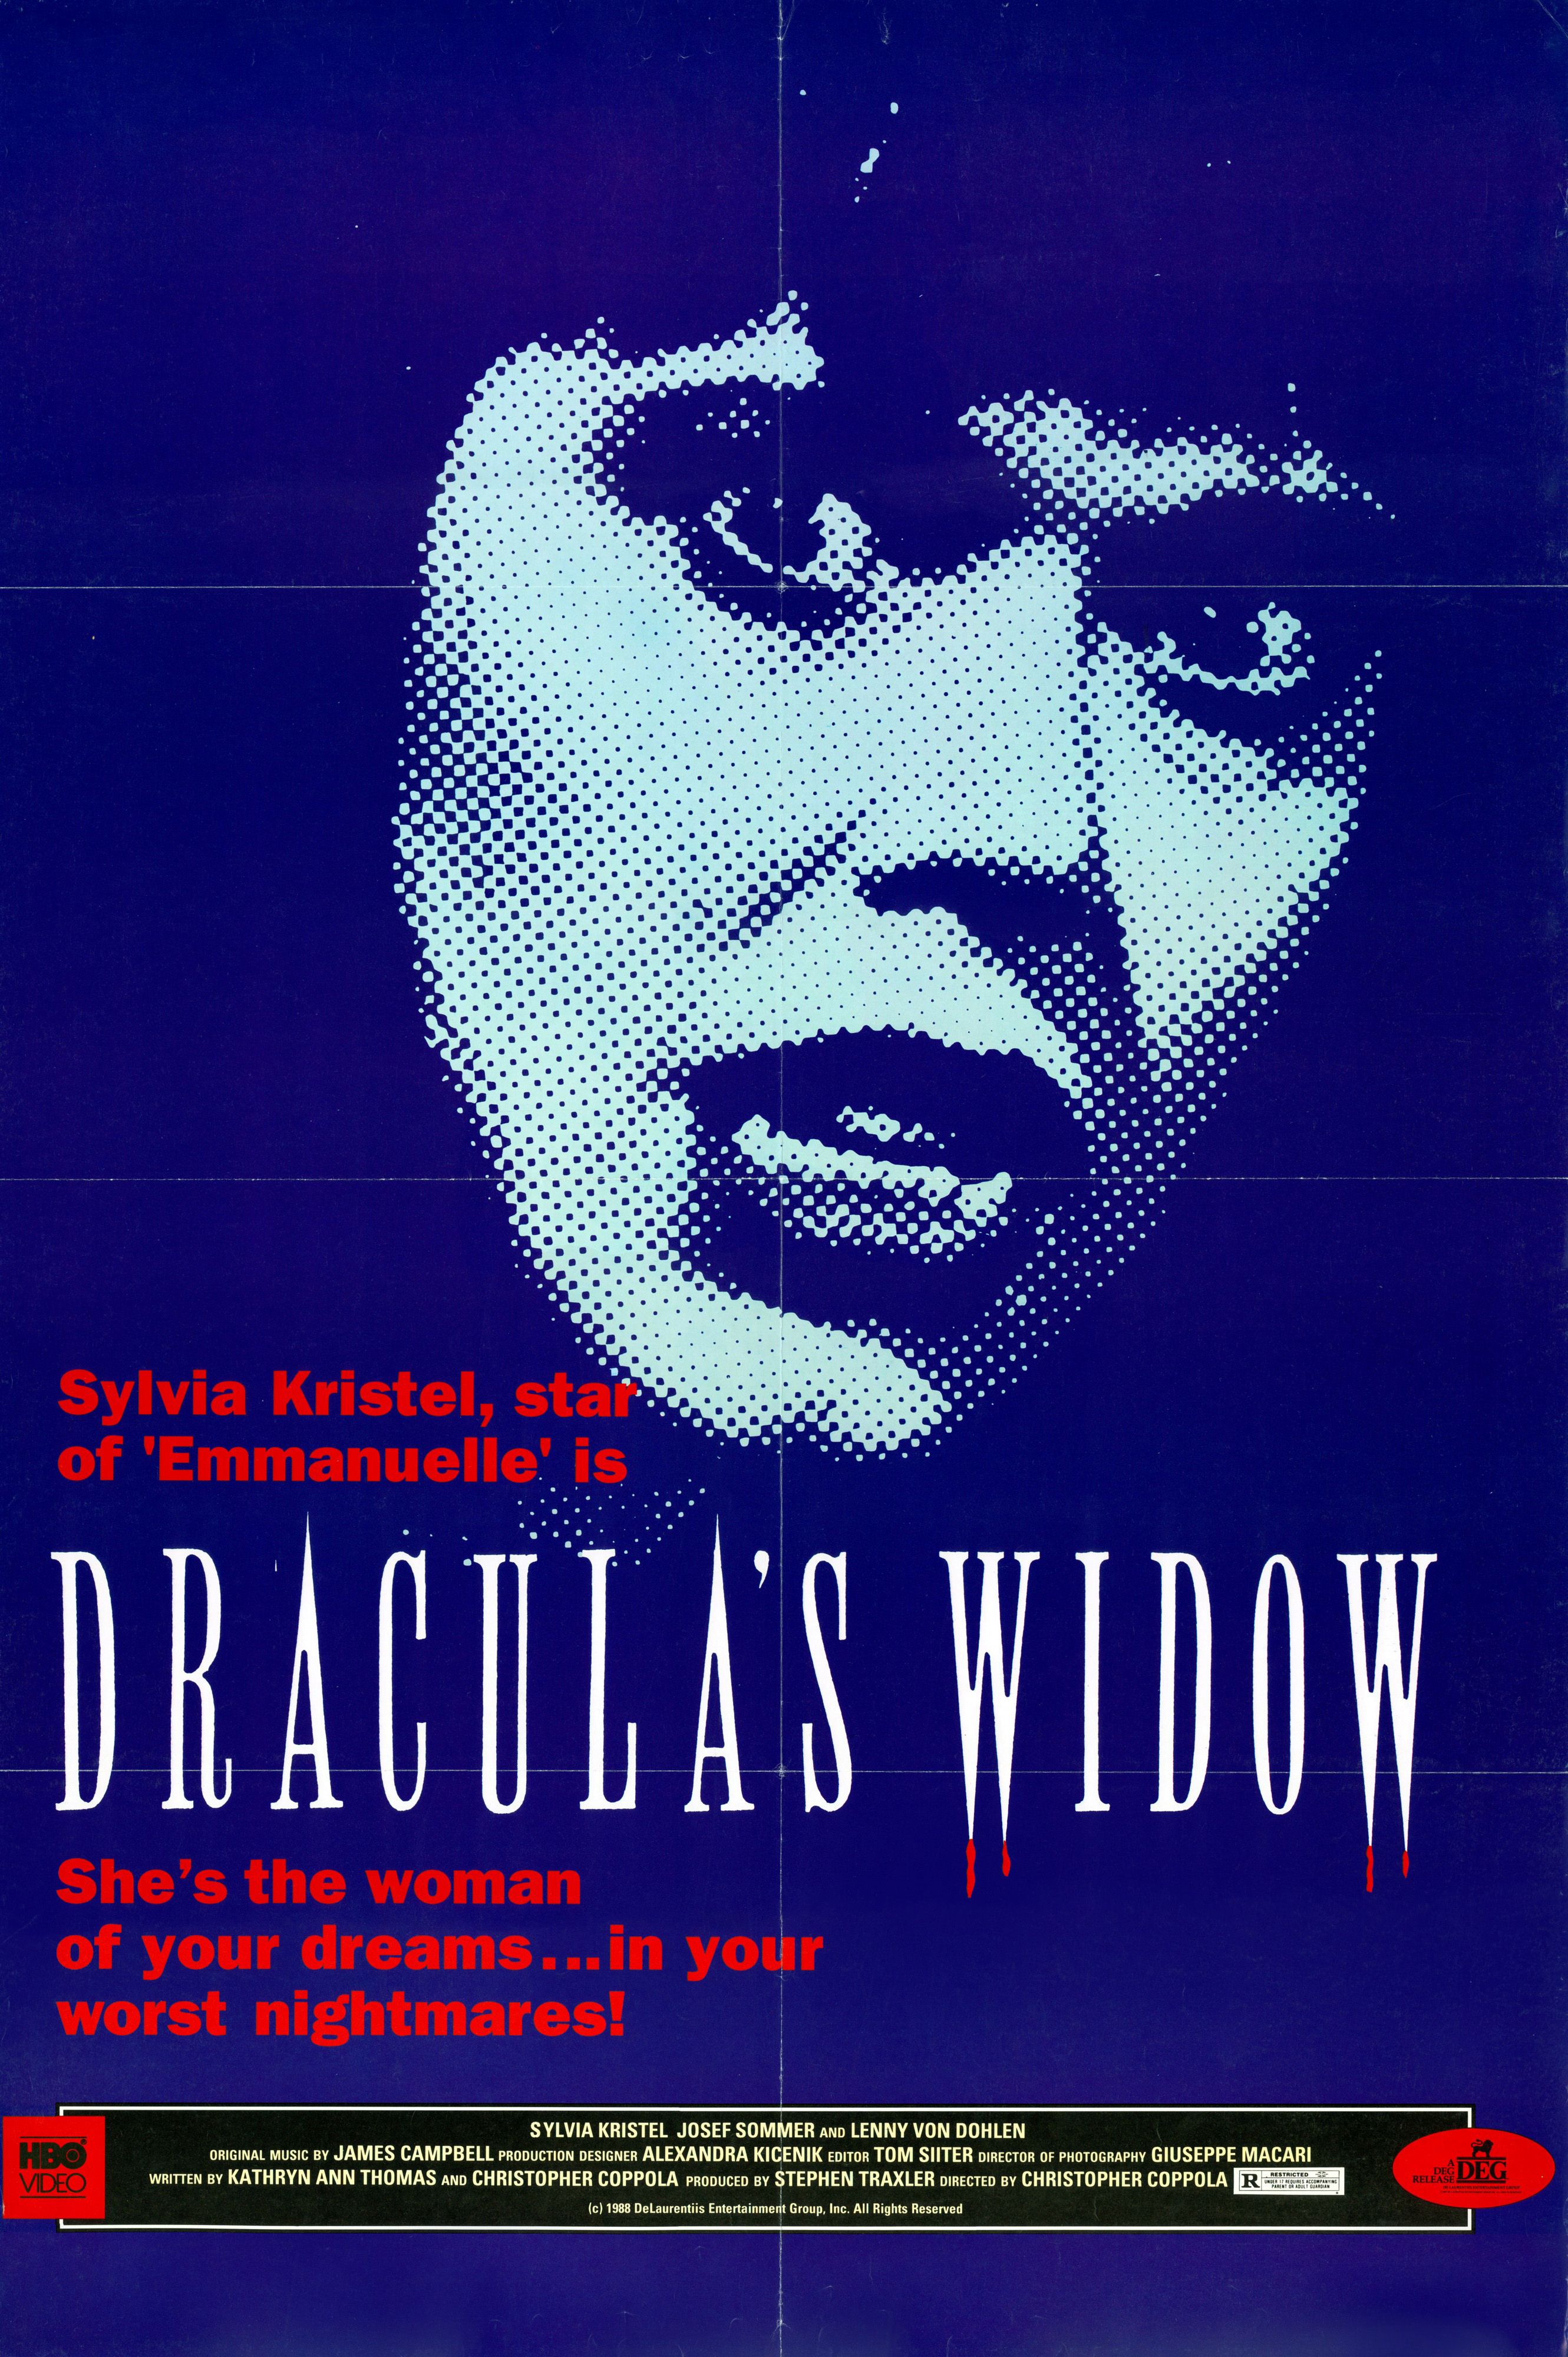 Sylvia Kristel, star
of 'Emmanuelle' is
DRACULA'S WIDOW
She's the woman
of your dreams...in your
worst nightmares!
SYLVIA KRISTEL JOSEF SOMMER AND LENNY VON DOHLEN
ORIGINAL MUSIC BY JAMES CAMPBELL PRODUCTION DESIGNER ALEXANDRA KICENIK EDITOR TOM SIITER DIRECTOR OF PHOTOGRAPHY GIUSEPPE MACARI
WRITTEN BY KATHRYN ANN THOMAS AND CHRISTOPHER COPPOLA PRODUCED BY STEPHEN TRAXLER DIRECTED BY CHRISTOPHER COPPOLA
R RESTRICTED
UNDER 17 REQUIRES ACCOMPANYING
PARENT OR ADULT GUARDIAN
(c) 1988 DeLaurentiis Entertainment Group, Inc. All Rights Reserved
HBO
VIDEO
A
DEG
RELEASE
DEG